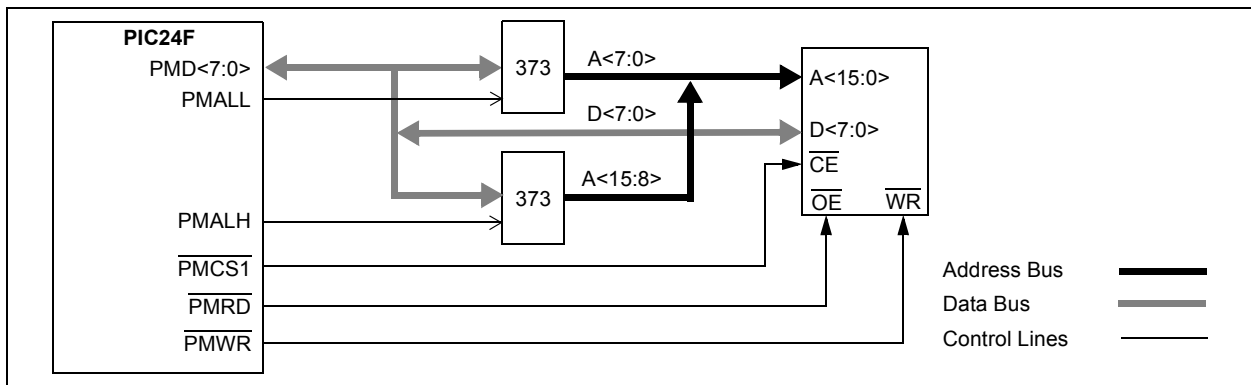 PIC24F
PMD<7:0>
PMALL
PMALH
PMCS1
PMRD
PMWR
373
A<7:0>
D<7:0>
373
A<15:8>
A<15:0>
D<7:0>
CE
OE WR
Address Bus
Data Bus
Control Lines